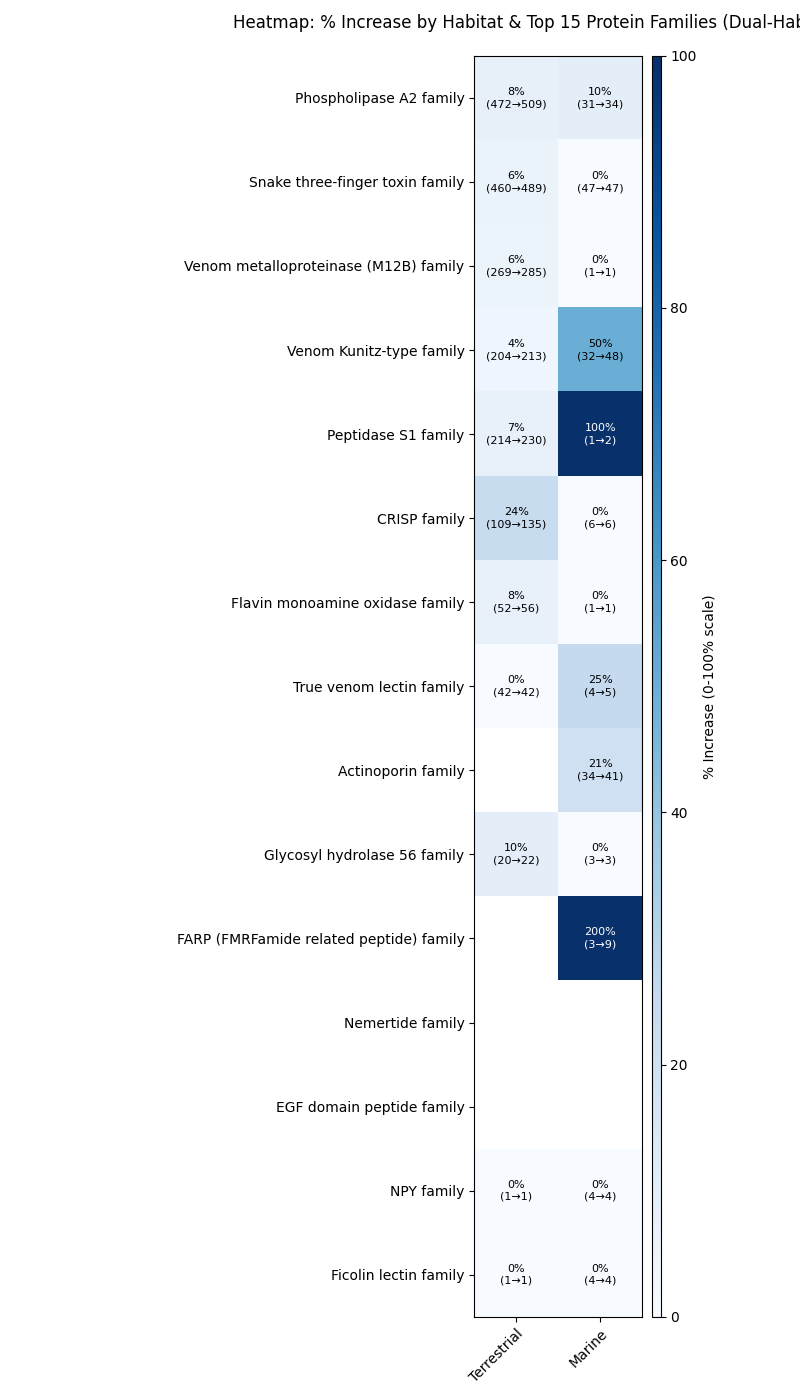 Heatmap: % Increase by Habitat & Top 15 Protein Families (Dual-Hab
Phospholipase A2 family
8%
(472→509)
10%
(31→34)
Snake three-finger toxin family
6%
(460→489)
0%
(47→47)
Venom metalloproteinase (M12B) family
6%
(269→285)
0%
(1→1)
Venom Kunitz-type family
4%
(204→213)
50%
(32→48)
Peptidase S1 family
7%
(214→230)
100%
(1→2)
CRISP family
24%
(109→135)
0%
(6→6)
Flavin monoamine oxidase family
8%
(52→56)
0%
(1→1)
True venom lectin family
0%
(42→42)
25%
(4→5)
Actinoporin family
21%
(34→41)
Glycosyl hydrolase 56 family
10%
(20→22)
0%
(3→3)
FARP (FMRFamide related peptide) family
200%
(3→9)
Nemertide family
EGF domain peptide family
NPY family
0%
(1→1)
0%
(4→4)
Ficolin lectin family
0%
(1→1)
0%
(4→4)
Terrestrial
Marine
100
80
60
40
20
0
% Increase (0-100% scale)